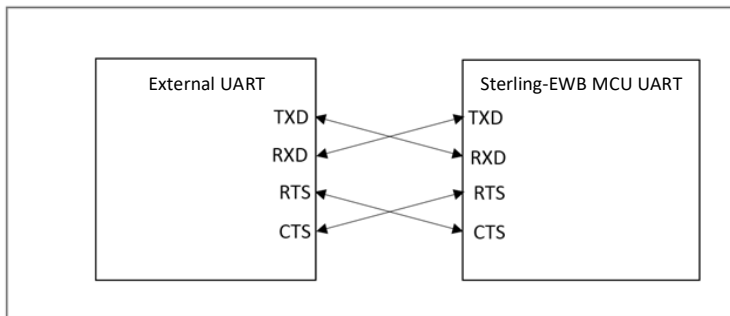 External UART
TXD
RXD
RTS
CTS
Sterling-EWB MCU UART
TXD
RXD
RTS
CTS